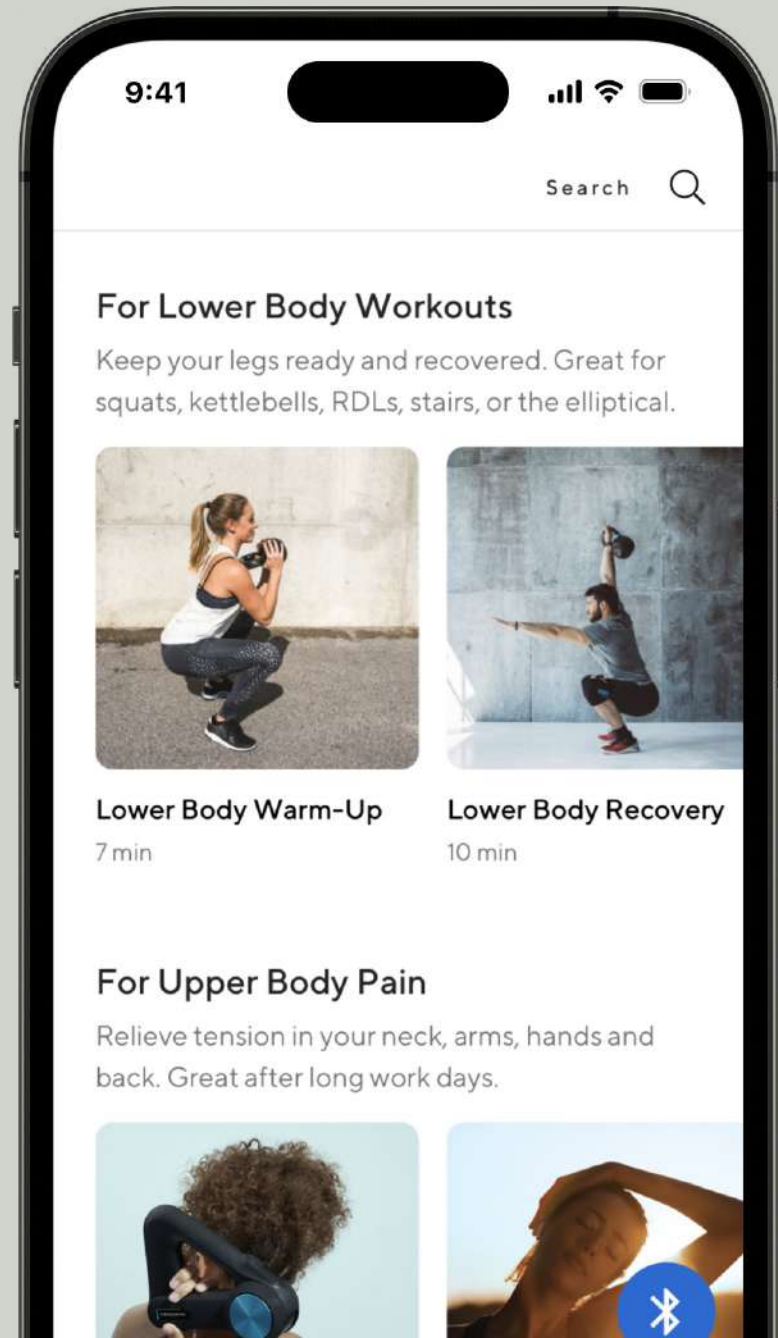 9:41
Search
For Lower Body Workouts
Keep your legs ready and recovered. Great for
squats, kettlebells, RDLs, stairs, or the elliptical.
Lower Body Warm-Up
Lower Body Recovery
7 min
10 min
For Upper Body Pain
Relieve tension in your neck, arms, hands and
back. Great after long work days.